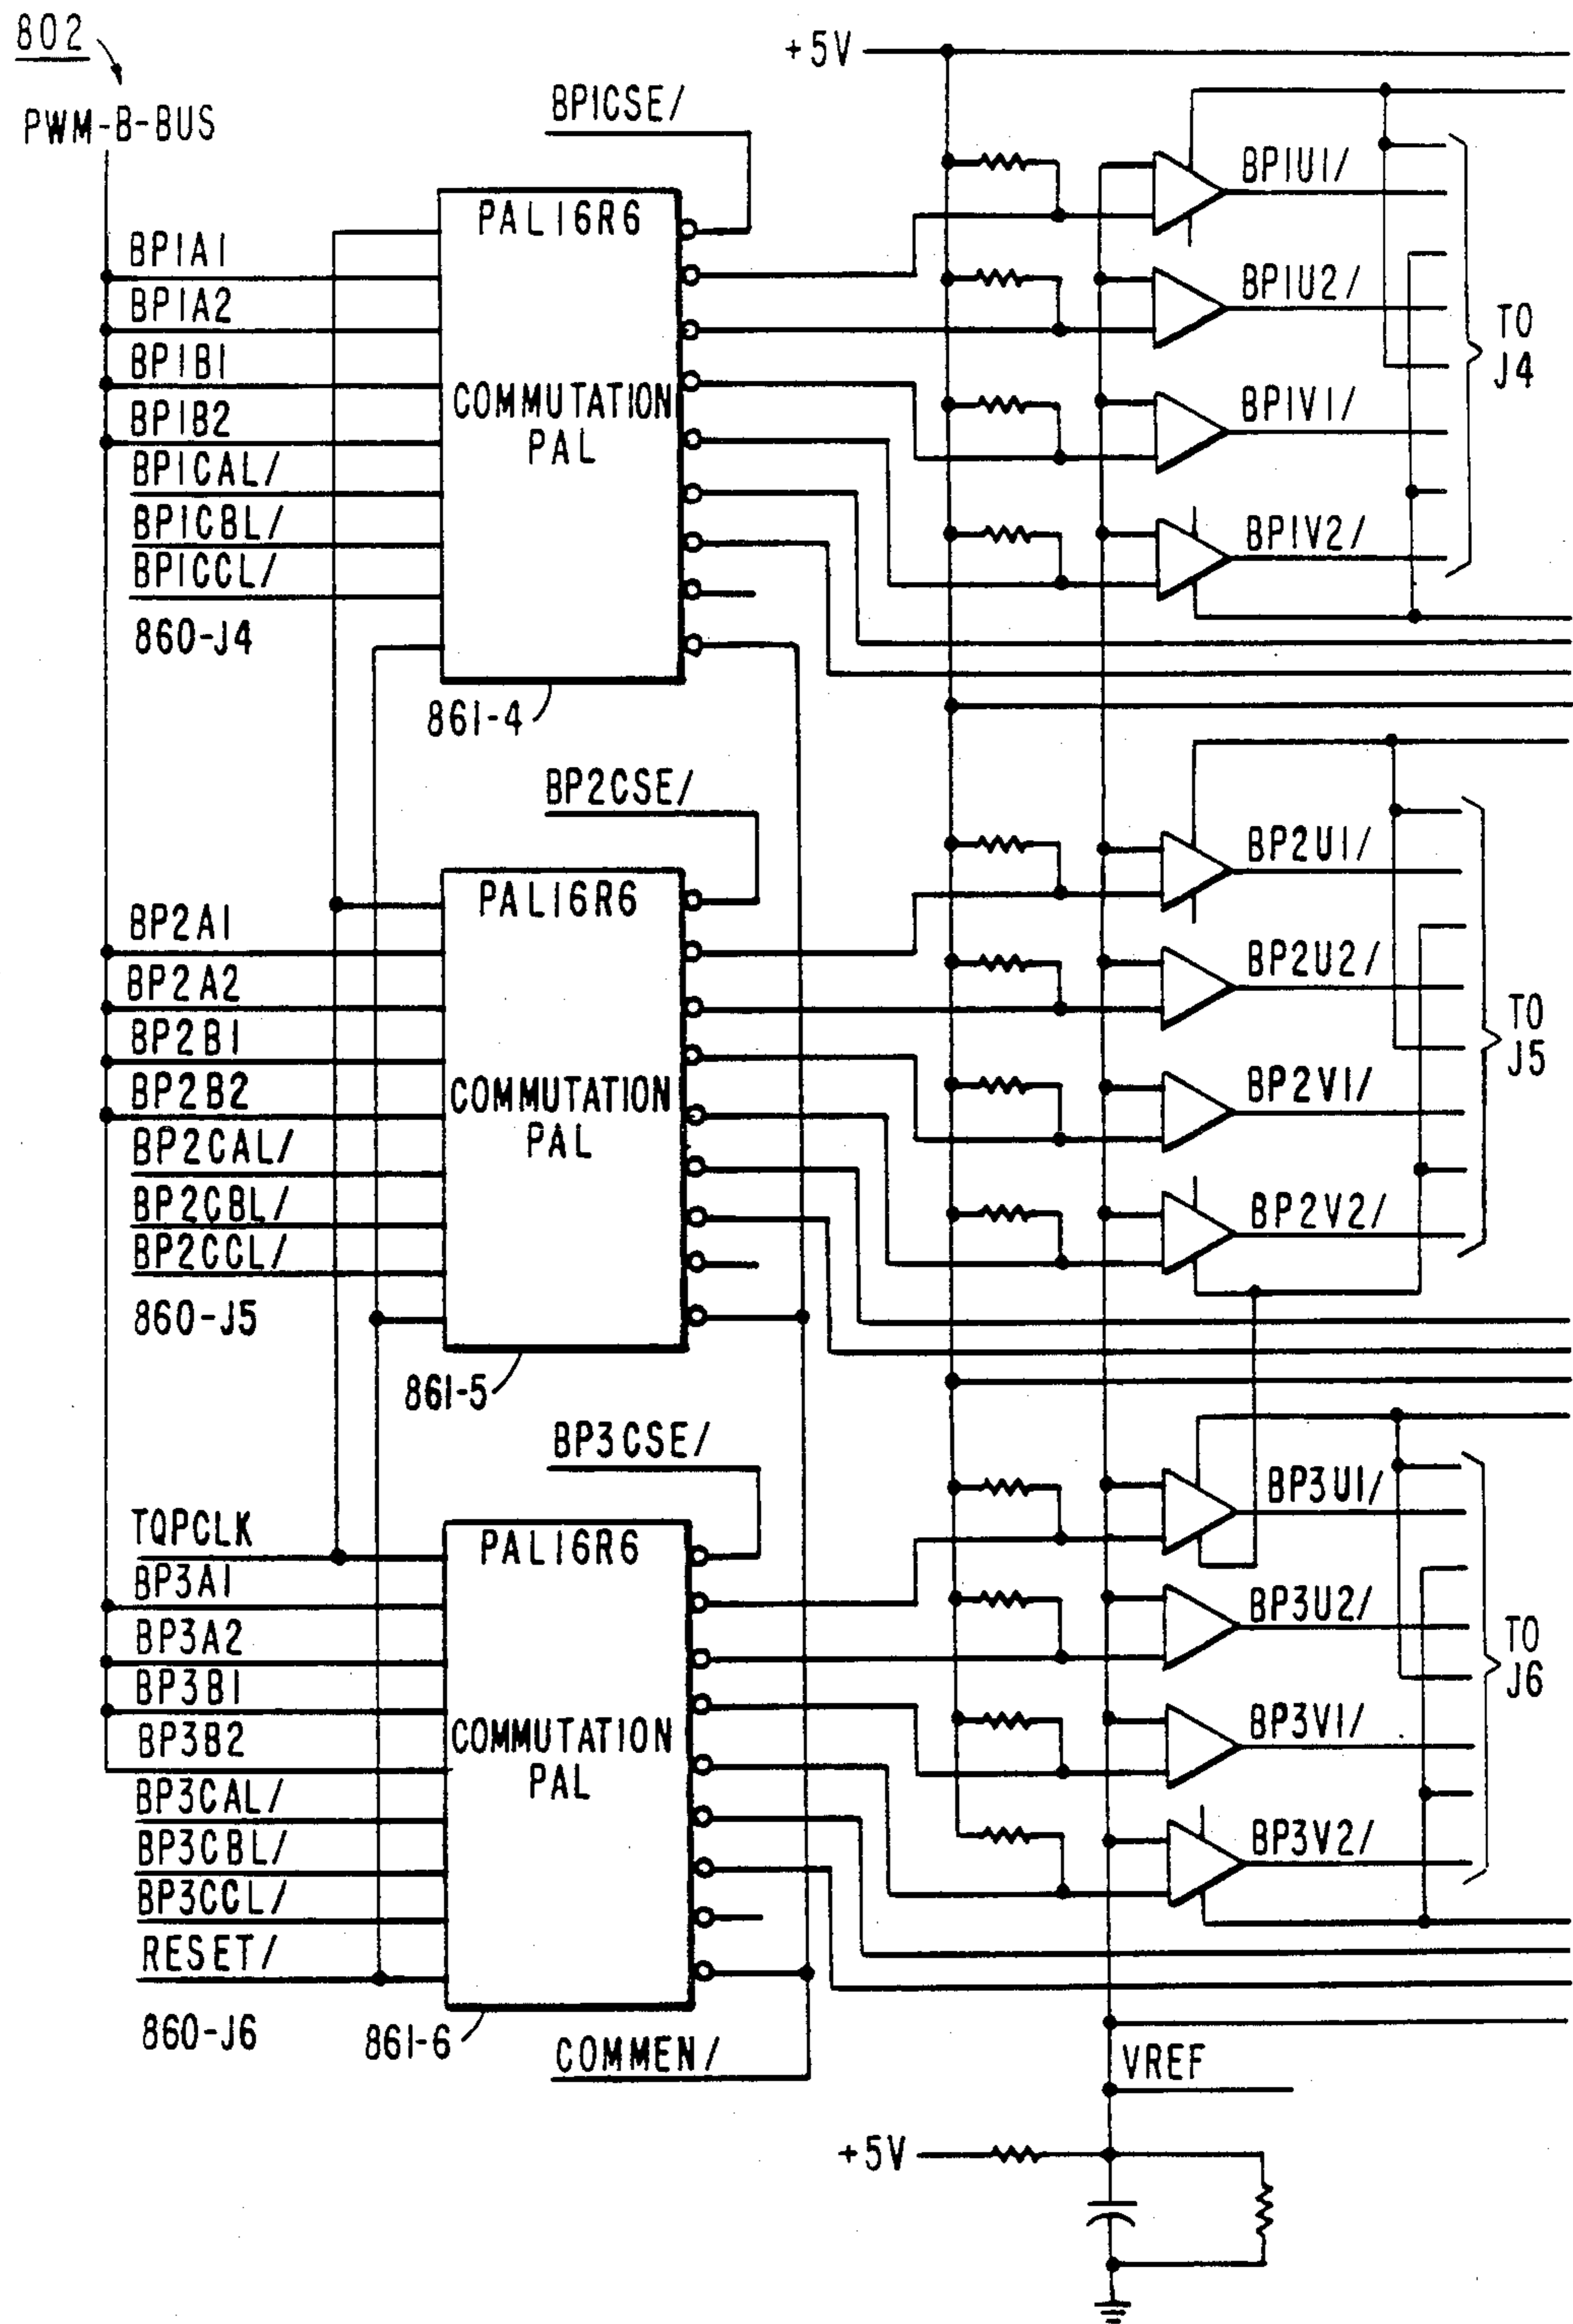 802
PWM-B-BUS
+5V
BP1CSE/
PAL16R6
COMMUTATION
PAL
BP1A1
BP1A2
BP1B1
BP1B2
BP1CAL/
BP1CBL/
BP1CCL/
860-J4
861-4
BP1U1/
BP1U2/
BP1V1/
BP1V2/
TO
J4
BP2CSE/
PAL16R6
COMMUTATION
PAL
BP2A1
BP2A2
BP2B1
BP2B2
BP2CAL/
BP2CBL/
BP2CCL/
860-J5
861-5
BP2U1/
BP2U2/
BP2V1/
BP2V2/
TO
J5
BP3CSE/
PAL16R6
COMMUTATION
PAL
TQPCLK
BP3A1
BP3A2
BP3B1
BP3B2
BP3CAL/
BP3CBL/
BP3CCL/
RESET/
860-J6
861-6
COMMEN/
BP3U1/
BP3U2/
BP3V1/
BP3V2/
TO
J6
VREF
+5V